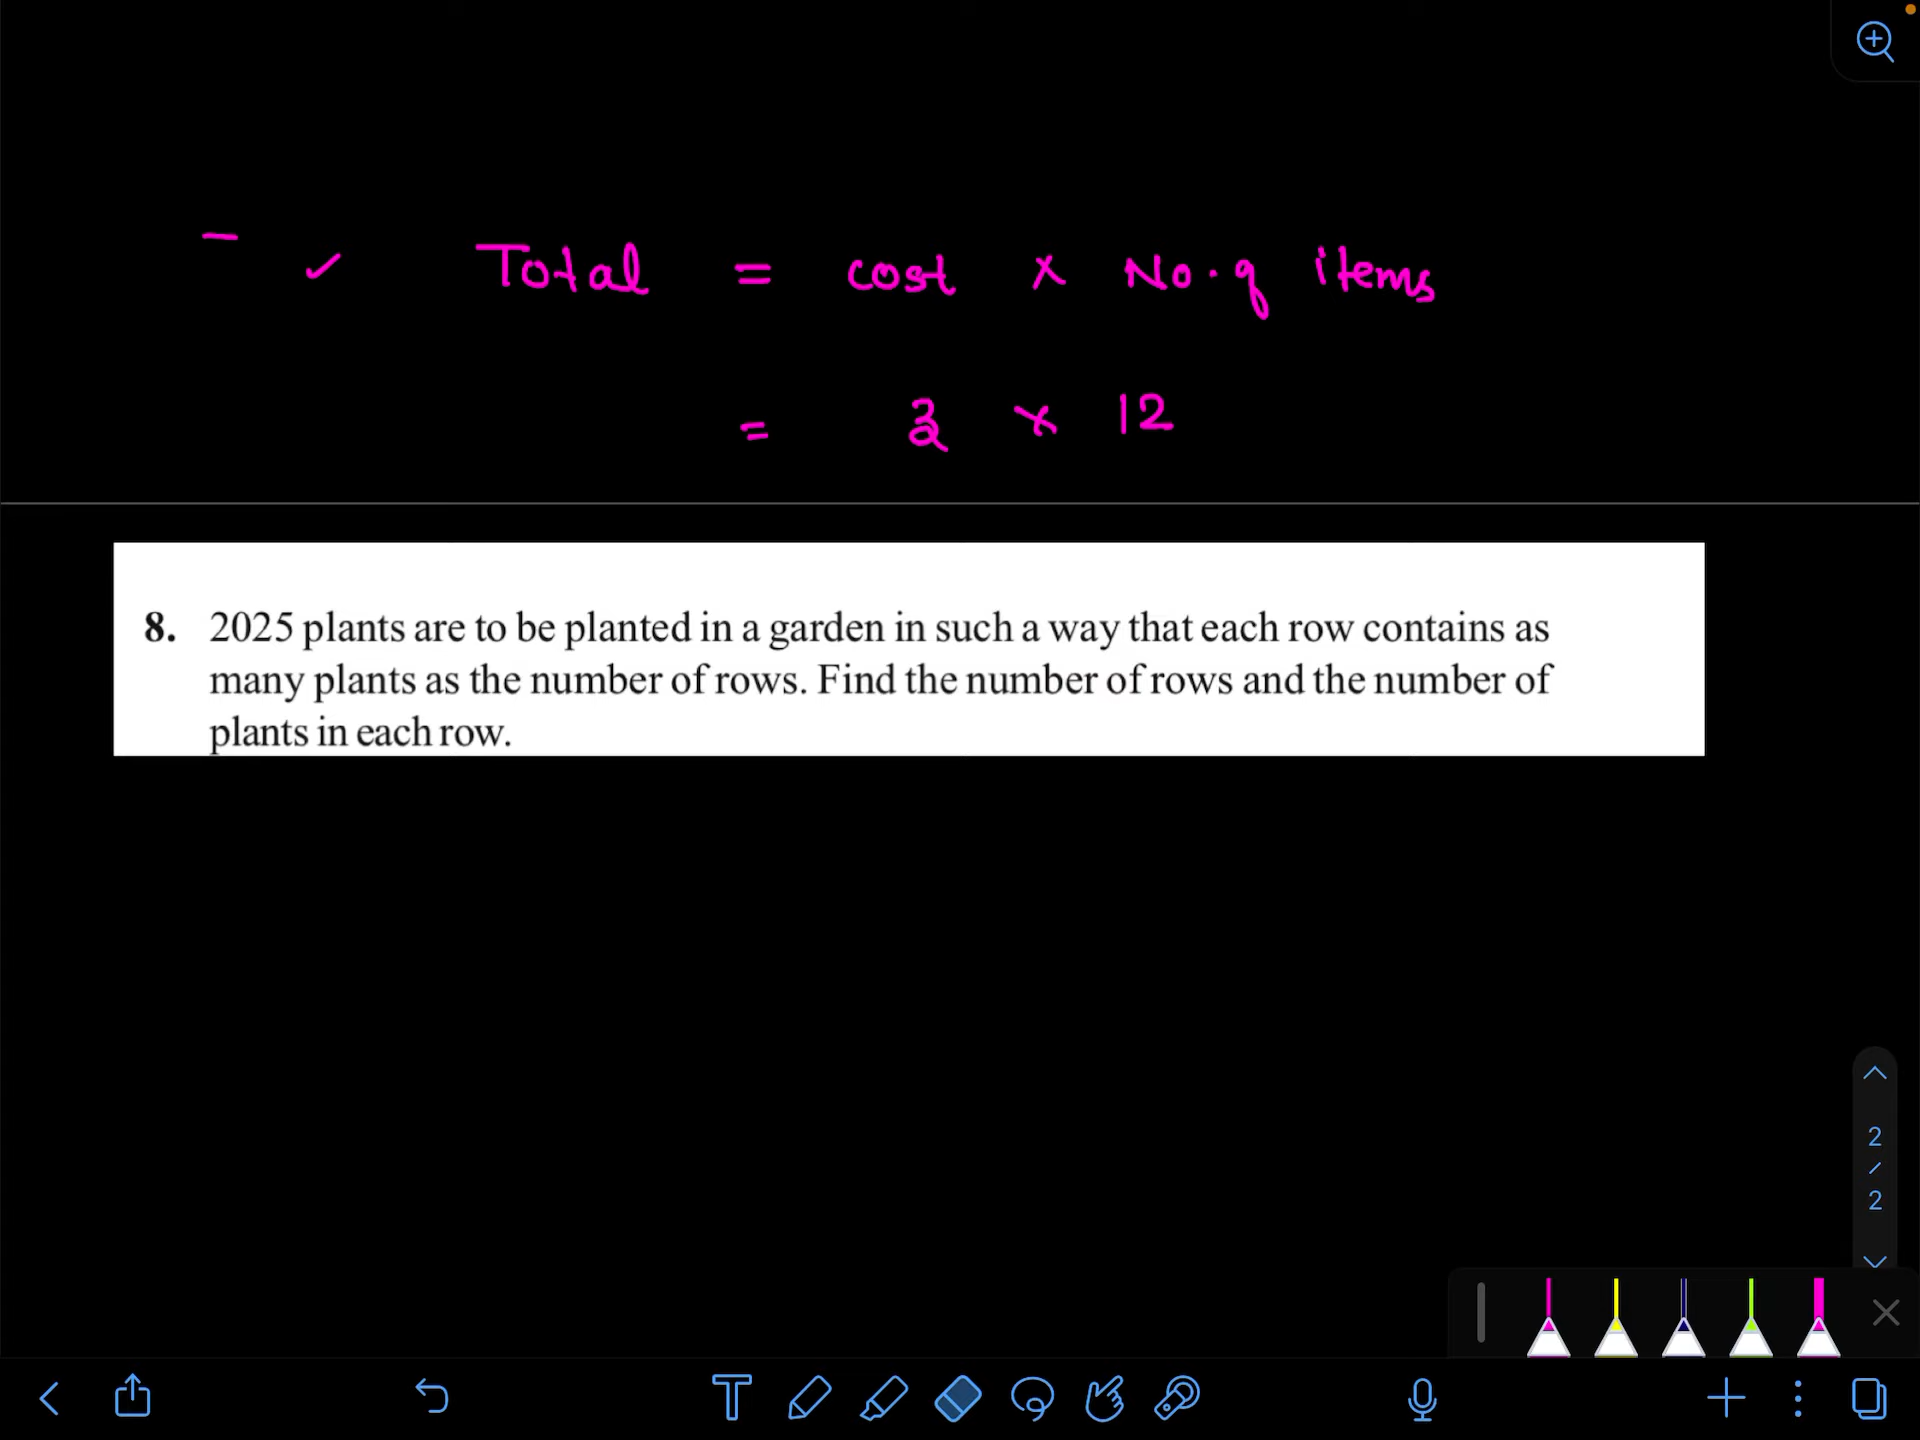 Total = cost x No. of items
= 3 x 12
8. 2025 plants are to be planted in a garden in such a way that each row contains as
many plants as the number of rows. Find the number of rows and the number of
plants in each row.
2
/
2